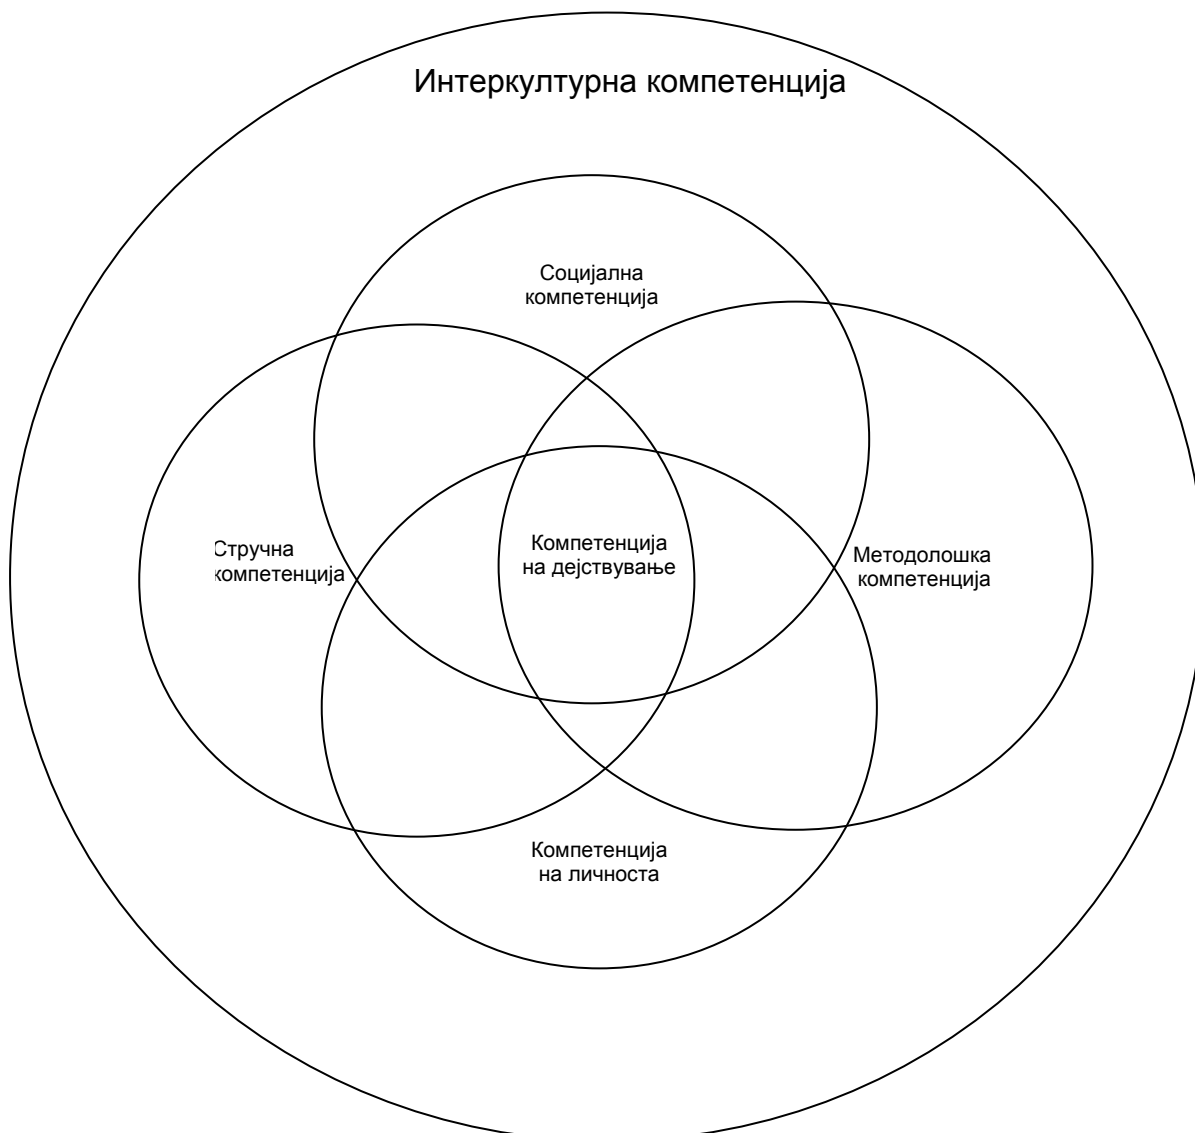 Интеркултурна компетенција
Социјална
компетенција
Стручна
компетенција
Компетенција
на дејствување
Методолошка
компетенција
Компетенција
на личноста